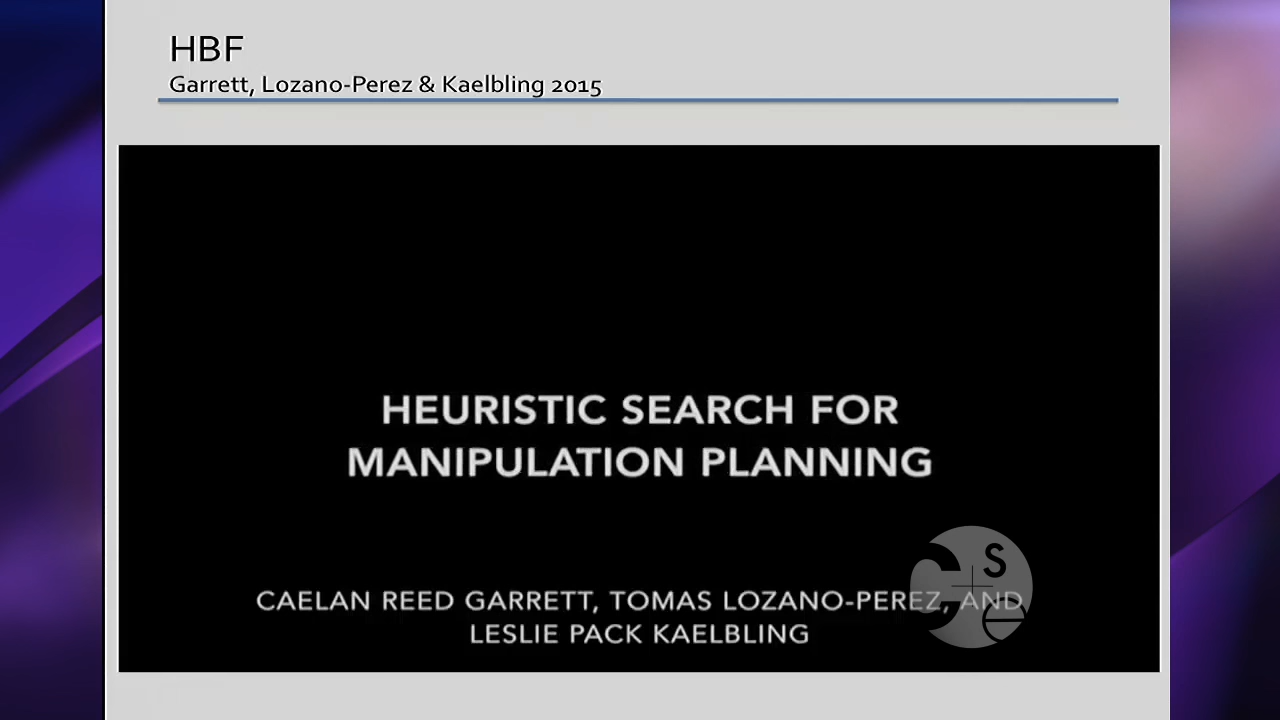 HBF
Garrett, Lozano-Perez & Kaelbling 2015
HEURISTIC SEARCH FOR
MANIPULATION PLANNING
CAELAN REED GARRETT, TOMAS LOZANO-PEREZ, AND
LESLIE PACK KAELBLING
C S e